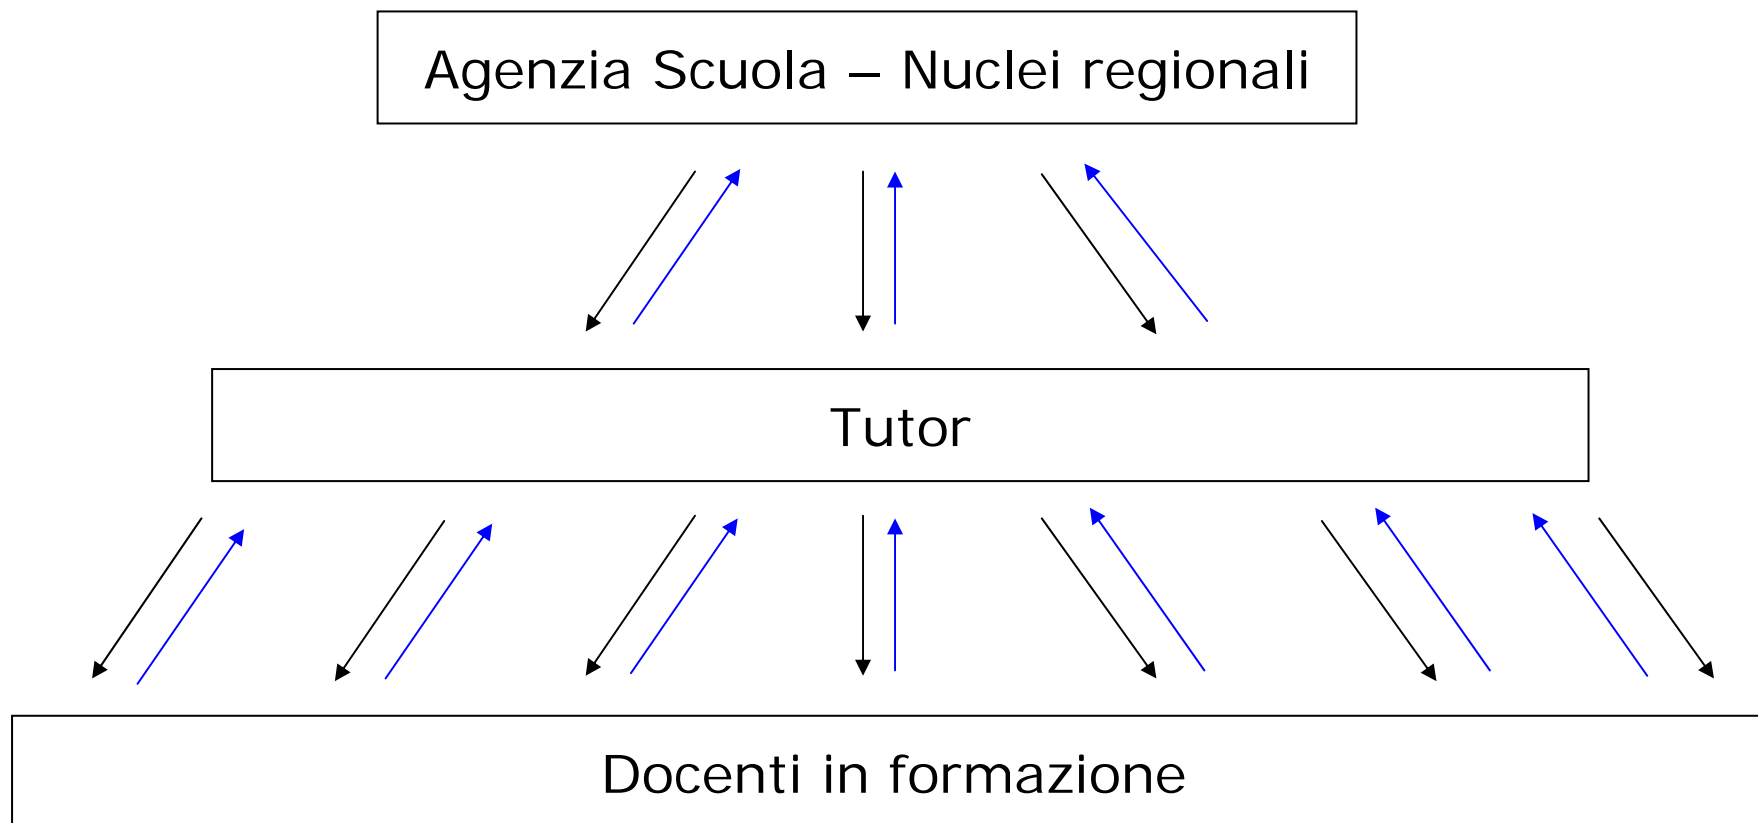 Agenzia Scuola – Nuclei regionali
Tutor
Docenti in formazione